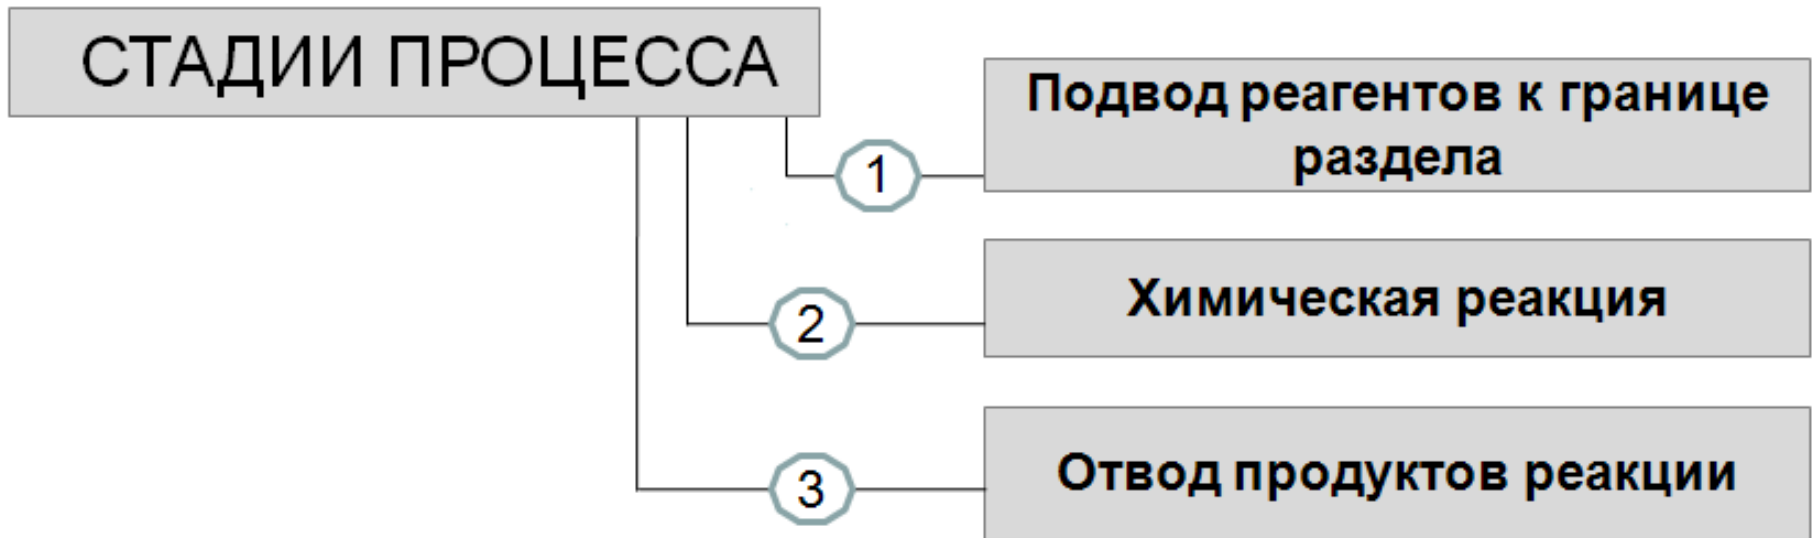 СТАДИИ ПРОЦЕССА
Подвод реагентов к границе
раздела
1
Химическая реакция
2
Отвод продуктов реакции
3